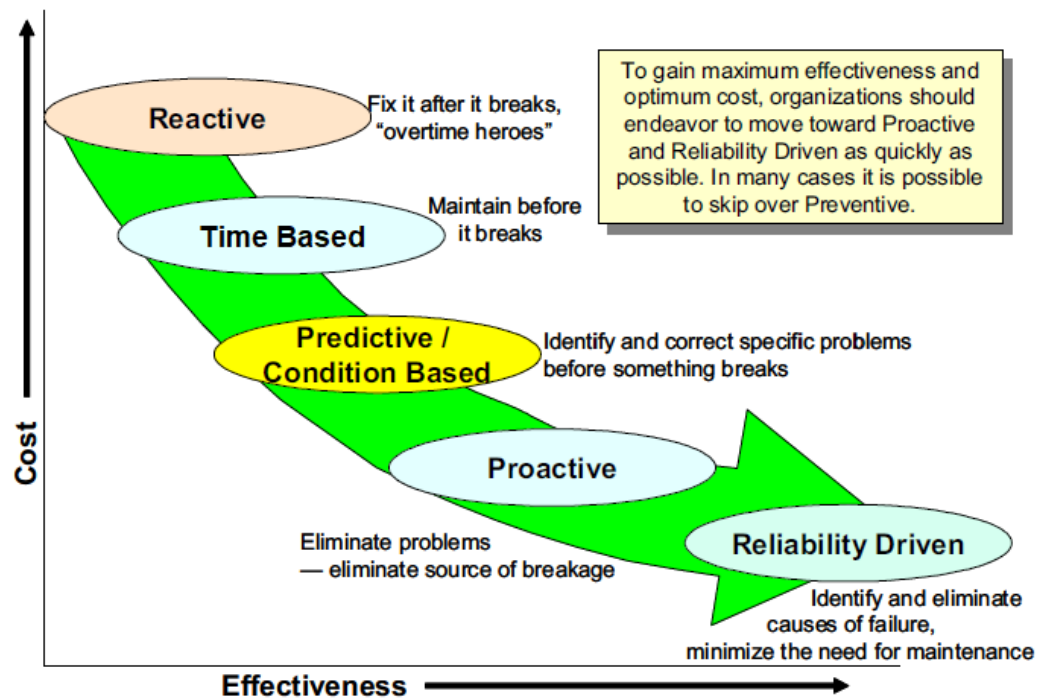 To gain maximum effectiveness and
optimum cost, organizations should
endeavor to move toward Proactive
and Reliability Driven as quickly as
possible. In many cases it is possible
to skip over Preventive.
Reactive
Fix it after it breaks,
“overtime heroes”
Time Based
Maintain before
it breaks
Predictive /
Condition Based
Identify and correct specific problems
before something breaks
Proactive
Eliminate problems
— eliminate source of breakage
Reliability Driven
Identify and eliminate
causes of failure,
minimize the need for maintenance
Cost
Effectiveness